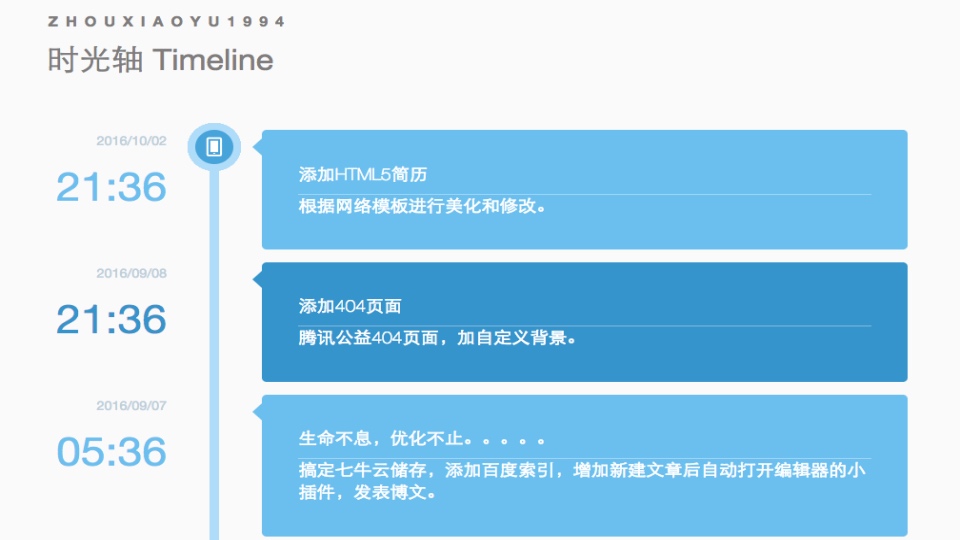 ZHOUXIAOYU1994
时光轴 Timeline
2016/10/02
21:36
添加HTML5简历
根据网络模板进行美化和修改。
2016/09/08
21:36
添加404页面
腾讯公益404页面，加自定义背景。
2016/09/07
05:36
生命不息，优化不止。。。。。
搞定七牛云储存，添加百度索引，增加新建文章后自动打开编辑器的小
插件，发表博文。